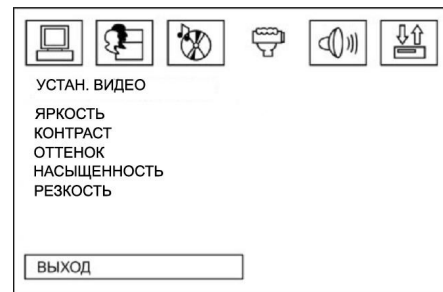 УСТАН. ВИДЕО
ЯРКОСТЬ
КОНТРАСТ
ОТТЕНОК
НАСЫЩЕННОСТЬ
РЕЗКОСТЬ
ВЫХОД